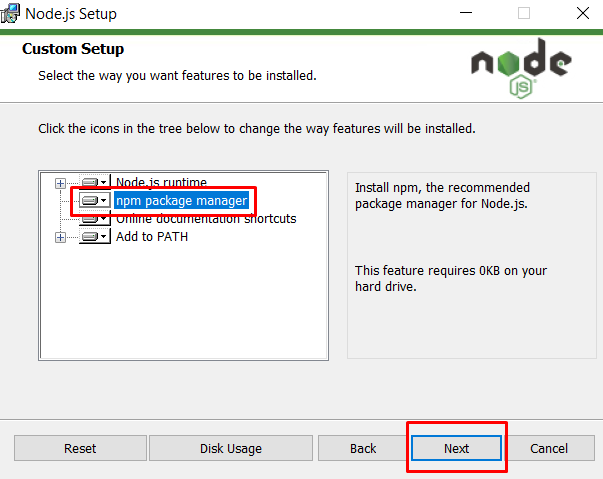 Node.js Setup
Custom Setup
Select the way you want features to be installed.
node
JS
Click the icons in the tree below to change the way features will be installed.
Node.js runtime
npm package manager
Online documentation shortcuts
Add to PATH
Install npm, the recommended
package manager for Node.js.
This feature requires 0KB on your
hard drive.
Reset
Disk Usage
Back
Next
Cancel